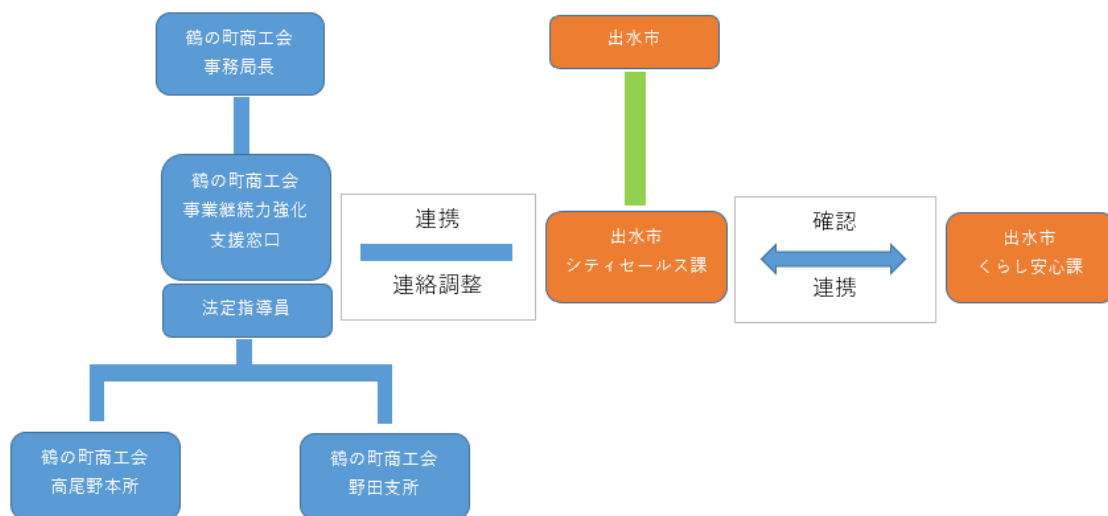 鶴の町商工会
事務局長
出水市
鶴の町商工会
事業継続力強化
支援窓口
連携
連絡調整
出水市
シティセールス課
確認
連携
出水市
くらし安心課
法定指導員
鶴の町商工会
高尾野本所
鶴の町商工会
野田支所